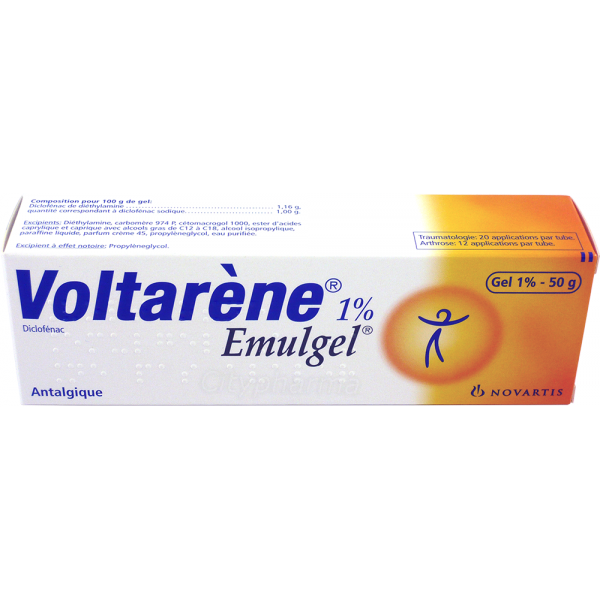 Composition pour 100 g de gel:
Diclofénac de diéthylamine ........................................ 1,16 g,
quantité correspondant à diclofénac sodique ........................ 1,00 g.
Excipients: Diéthylamine, carbomère 974 P, cétomacrogol 1000, ester d'acides
caprylique et caprique avec alcools gras de C12 à C18, alcool isopropylique,
paraffine liquide, parfum crème 45, propylèneglycol, eau purifiée.
Excipient à effet notoire: Propylèneglycol.
Traumatologie: 20 applications par tube.
Arthrose: 12 applications par tube.
Voltarène® 1%
Gel 1% - 50 g
Diclofénac
Emulgel®
Citypharma
Antalgique
NOVARTIS